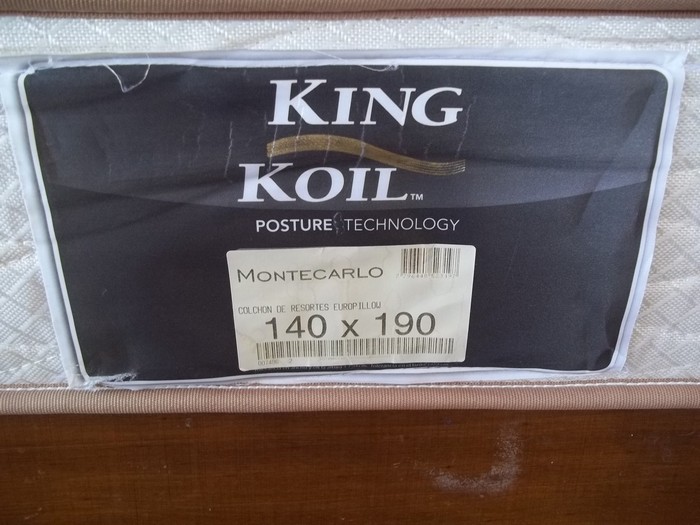 KING
KOIL™
POSTURE TECHNOLOGY
MONTECARLO
COLCHON DE RESORTES EUROPILLOW
140 x 190